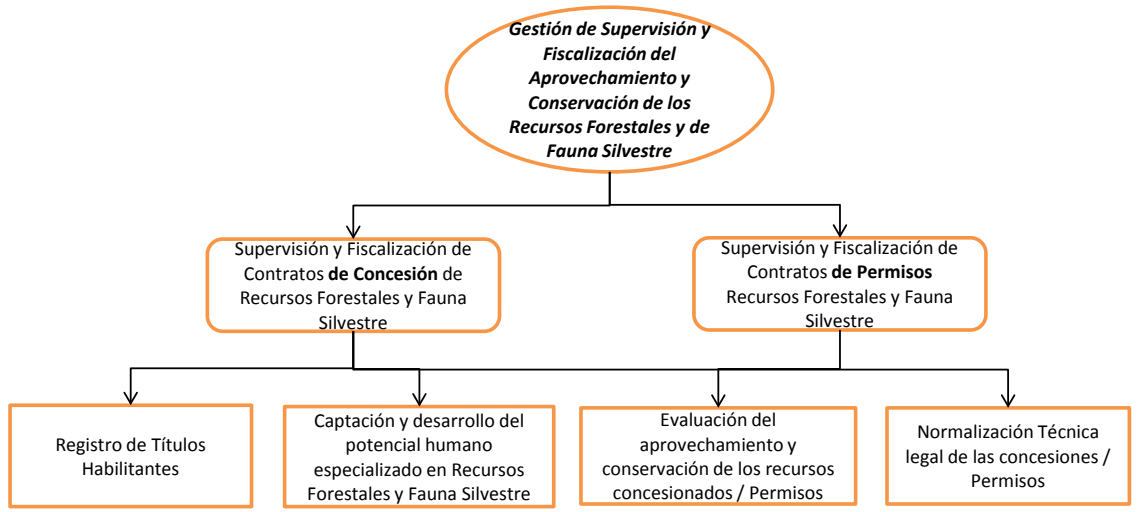 Gestión de Supervisión y
Fiscalización del
Aprovechamiento y
Conservación de los
Recursos Forestales y de
Fauna Silvestre
Supervisión y Fiscalización de
Contratos de Concesión de
Recursos Forestales y Fauna
Silvestre
Supervisión y Fiscalización de
Contratos de Permisos
Recursos Forestales y Fauna
Silvestre
Registro de Títulos
Habilitantes
Captación y desarrollo del
potencial humano
especializado en Recursos
Forestales y Fauna Silvestre
Evaluación del
aprovechamiento y
conservación de los recursos
concesionados / Permisos
Normalización Técnica
legal de las concesiones /
Permisos